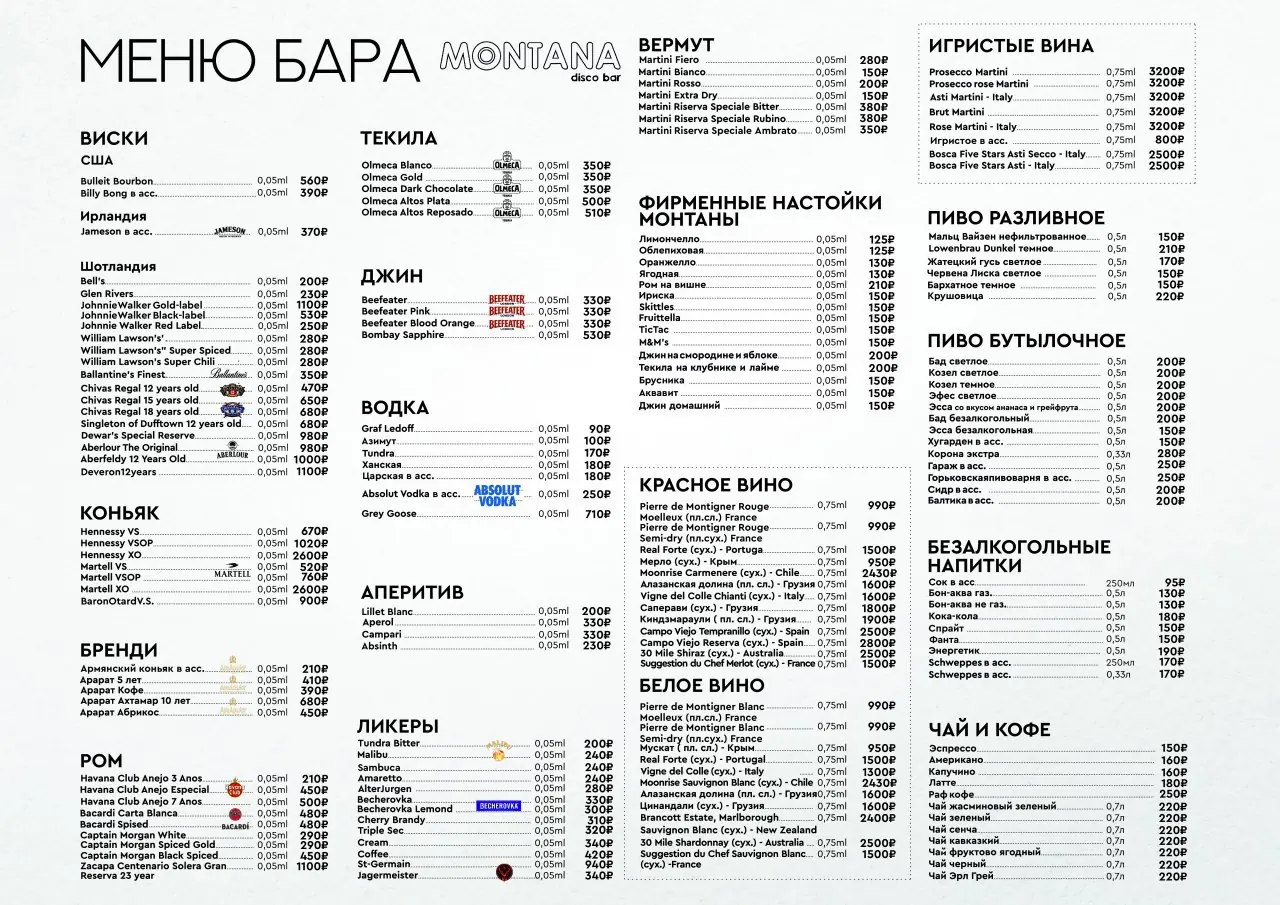 МЕНЮ БАРА
MONTANA
disco bar
ВИСКИ
США
Bulleit Bourbon 0,05ml 560₽
Billy Bong в асс. 0,05ml 390₽
Ирландия
Jameson в асс. JAMESON 0,05ml 370₽
Шотландия
Bell's 0,05ml 200₽
Glen Rivers 0,05ml 230₽
JohnnieWalker Gold-label 0,05ml 1100₽
JohnnieWalker Black-label 0,05ml 530₽
Johnnie Walker Red Label 0,05ml 250₽
William Lawson's' 0,05ml 280₽
William Lawson's" Super Spiced 0,05ml 280₽
William Lawson's Super Chili 0,05ml 280₽
Ballantine's Finest Ballantine's 0,05ml 350₽
Chivas Regal 12 years old 0,05ml 470₽
Chivas Regal 15 years old 0,05ml 650₽
Chivas Regal 18 years old 0,05ml 680₽
Singleton of Dufftown 12 years old 0,05ml 680₽
Dewar's Special Reserve 0,05ml 980₽
Aberlour The Original ABERLOUR 0,05ml 980₽
Aberfeldy 12 Years Old 0,05ml 1000₽
Deveron12years 0,05ml 1100₽
КОНЬЯК
Hennessy VS 0,05ml 670₽
Hennessy VSOP 0,05ml 1020₽
Hennessy XO 0,05ml 2600₽
Martell VS 0,05ml 520₽
Martell VSOP MARTELL 0,05ml 760₽
Martell XO 0,05ml 2600₽
BaronOtardV.S. 0,05ml 900₽
БРЕНДИ
Армянский коньяк в асс. 0,05ml 210₽
Арарат 5 лет 0,05ml 410₽
Арарат Кофе 0,05ml 390₽
Арарат Ахтамар 10 лет 0,05ml 680₽
Арарат Абрикос 0,05ml 450₽
РОМ
Havana Club Anejo 3 Anos 0,05ml 210₽
Havana Club Anejo Especial 0,05ml 450₽
Havana Club Anejo 7 Anos 0,05ml 500₽
Bacardi Carta Blanca 0,05ml 480₽
Bacardi Spised BACARDÍ 0,05ml 480₽
Captain Morgan White 0,05ml 290₽
Captain Morgan Spiced Gold 0,05ml 290₽
Captain Morgan Black Spiced 0,05ml 450₽
Zacapa Centenario Solera Gran 0,05ml 1100₽
Reserva 23 year
ТЕКИЛА
Olmeca Blanco OLMECA 0,05ml 350₽
Olmeca Gold 0,05ml 350₽
Olmeca Dark Chocolate OLMECA 0,05ml 350₽
Olmeca Altos Plata 0,05ml 500₽
Olmeca Altos Reposado OLMECA 0,05ml 510₽
ДЖИН
Beefeater BEEFEATER 0,05ml 330₽
Beefeater Pink BEEFEATER 0,05ml 330₽
Beefeater Blood Orange BEEFEATER 0,05ml 330₽
Bombay Sapphire 0,05ml 530₽
ВОДКА
Graf Ledoff 0,05ml 90₽
Азимут 0,05ml 100₽
Tundra 0,05ml 170₽
Ханская 0,05ml 180₽
Царская в асс. 0,05ml 180₽
Absolut Vodka в асс. ABSOLUT VODKA 0,05ml 250₽
Grey Goose 0,05ml 710₽
АПЕРИТИВ
Lillet Blanc 0,05ml 200₽
Aperol 0,05ml 330₽
Campari 0,05ml 330₽
Absinth 0,05ml 230₽
ЛИКЕРЫ
Tundra Bitter 0,05ml 200₽
Malibu MALIBU 0,05ml 240₽
Sambuca 0,05ml 240₽
Amaretto 0,05ml 240₽
AlterJurgen 0,05ml 280₽
Becherovka 0,05ml 330₽
Becherovka Lemond BECHEROVKA 0,05ml 300₽
Cherry Brandy 0,05ml 310₽
Triple Sec 0,05ml 320₽
Cream 0,05ml 340₽
Coffee 0,05ml 420₽
St-Germain 0,05ml 940₽
Jagermeister 0,05ml 340₽
ВЕРМУТ
Martini Fiero 0,05ml 280₽
Martini Bianco 0,05ml 150₽
Martini Rosso 0,05ml 200₽
Martini Extra Dry 0,05ml 150₽
Martini Riserva Speciale Bitter 0,05ml 380₽
Martini Riserva Speciale Rubino 0,05ml 380₽
Martini Riserva Speciale Ambrato 0,05ml 350₽
ФИРМЕННЫЕ НАСТОЙКИ
МОНТАНЫ
Лимончелло 0,05ml 125₽
Облепиховая 0,05ml 125₽
Оранжелло 0,05ml 130₽
Ягодная 0,05ml 130₽
Ром на вишне 0,05ml 210₽
Ириска 0,05ml 150₽
Skittles 0,05ml 150₽
Fruittella 0,05ml 150₽
TicTac 0,05ml 150₽
M&M's 0,05ml 150₽
Джин на смородине и яблоке 0,05ml 200₽
Текила на клубнике и лайме 0,05ml 200₽
Брусника 0,05ml 150₽
Аквавит 0,05ml 150₽
Джин домашний 0,05ml 150₽
КРАСНОЕ ВИНО
Pierre de Montigner Rouge 0,75ml 990₽
Moelleux (пл.сл.) France
Pierre de Montigner Rouge 0,75ml 990₽
Semi-dry (пл.сух.) France
Real Forte (сух.) - Portuga 0,75ml 1500₽
Мерло (сух.) - Крым 0,75ml 950₽
Moonrise Carmenere (сух.) - Chile 0,75ml 2430₽
Алазанская долина (пл. сл.) - Грузия 0,75ml 1600₽
Vigne del Colle Chianti (сух.) - Italy 0,75ml 1600₽
Саперави (сух.) - Грузия 0,75ml 1800₽
Киндзмараули ( пл. сл.) - Грузия 0,75ml 1900₽
Campo Viejo Tempranillo (сух.) - Spain 0,75ml 2500₽
Campo Viejo Reserva (сух.) - Spain 0,75ml 2800₽
30 Mile Shiraz (сух.) - Australia 0,75ml 2500₽
Suggestion du Chef Merlot (сух.) - France 0,75ml 1500₽
БЕЛОЕ ВИНО
Pierre de Montigner Blanc 0,75ml 990₽
Moelleux (пл.сл.) France
Pierre de Montigner Blanc 0,75ml 990₽
Semi-dry (пл.сух.) France
Мускат ( пл. сл.) - Крым 0,75ml 950₽
Real Forte (сух.) - Portugal 0,75ml 1500₽
Vigne del Colle (сух.) - Italy 0,75ml 1300₽
Moonrise Sauvignon Blanc (сух.) - Chile 0,75ml 2430₽
Алазанская долина (пл. сл.) - Грузия 0,75ml 1600₽
Цинандали (сух.) - Грузия 0,75ml 1600₽
Brancott Estate, Marlborough 0,75ml 2400₽
Sauvignon Blanc (сух.) - New Zealand
30 Mile Shardonnay (сух.) - Australia 0,75ml 2500₽
Suggestion du Chef Sauvignon Blanc 0,75ml 1500₽
(сух.) -France
ИГРИСТЫЕ ВИНА
Prosecco Martini 0,75ml 3200₽
Prosecco rose Martini 0,75ml 3200₽
Asti Martini - Italy 0,75ml 3200₽
Brut Martini 0,75ml 3200₽
Rose Martini - Italy 0,75ml 3200₽
Игристое в асс. 0,75ml 800₽
Bosca Five Stars Asti Secco - Italy 0,75ml 2500₽
Bosca Five Stars Asti - Italy 0,75ml 2500₽
ПИВО РАЗЛИВНОЕ
Мальц Вайзен нефильтрованное 0,5л 150₽
Lowenbrau Dunkel темное 0,5л 210₽
Жатецкий гусь светлое 0,5л 170₽
Червена Лиска светлое 0,5л 150₽
Бархатное темное 0,5л 150₽
Крушовица 0,5л 220₽
ПИВО БУТЫЛОЧНОЕ
Бад светлое 0,5л 200₽
Козел светлое 0,5л 200₽
Козел темное 0,5л 200₽
Эфес светлое 0,5л 200₽
Эсса со вкусом ананаса и грейфрута 0,5л 200₽
Бад безалкогольный 0,5л 200₽
Эсса безалкогольная 0,5л 150₽
Хугарден в асс. 0,5л 150₽
Корона экстра 0,33л 280₽
Гараж в асс. 0,5л 250₽
Горьковскаяпивоварня в асс. 0,5л 250₽
Сидр в асс. 0,5л 200₽
Балтика в асс. 0,5л 200₽
БЕЗАЛКОГОЛЬНЫЕ
НАПИТКИ
Сок в асс 250мл 95₽
Бон-аква газ. 0,5л 130₽
Бон-аква не газ. 0,5л 130₽
Кока-кола 0,5л 180₽
Спрайт 0,5л 150₽
Фанта 0,5л 150₽
Энергетик 0,5л 190₽
Schweppes в асс. 250мл 170₽
Schweppes в асс. 0,33л 170₽
ЧАЙ И КОФЕ
Эспрессо 150₽
Американо 160₽
Капучино 160₽
Латте 180₽
Раф кофе 250₽
Чай жасминовый зеленый 0,7л 220₽
Чай зеленый 0,7л 220₽
Чай сенча 0,7л 220₽
Чай кавказкий 0,7л 220₽
Чай фруктово ягодный 0,7л 220₽
Чай черный 0,7л 220₽
Чай Эрл Грей 0,7л 220₽